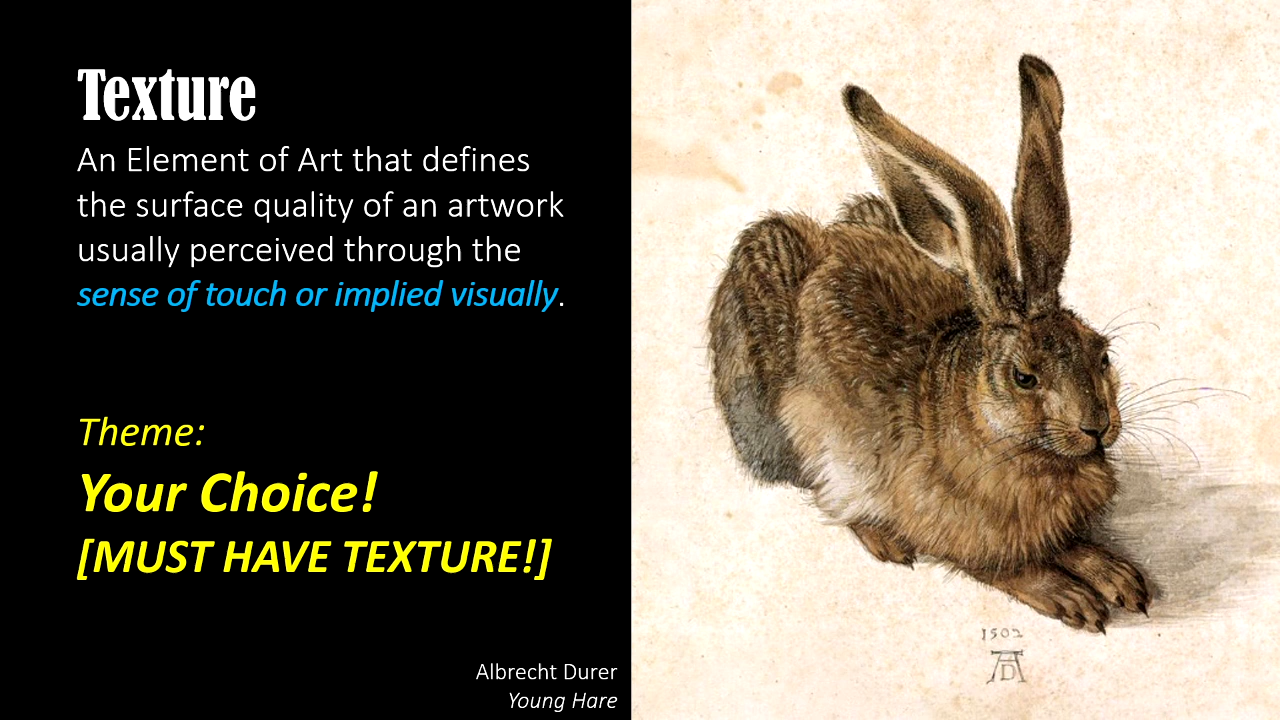 Texture
An Element of Art that defines
the surface quality of an artwork
usually perceived through the
sense of touch or implied visually.
Theme:
Your Choice!
[MUST HAVE TEXTURE!]
Albrecht Durer
Young Hare
1502
AD